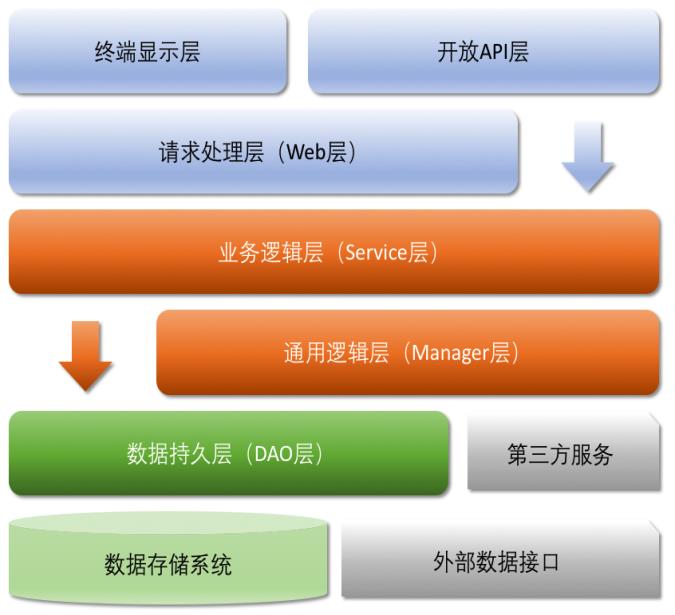 终端显示层
开放API层
请求处理层（Web层）
业务逻辑层（Service层）
通用逻辑层（Manager层）
数据持久层（DAO层）
第三方服务
数据存储系统
外部数据接口